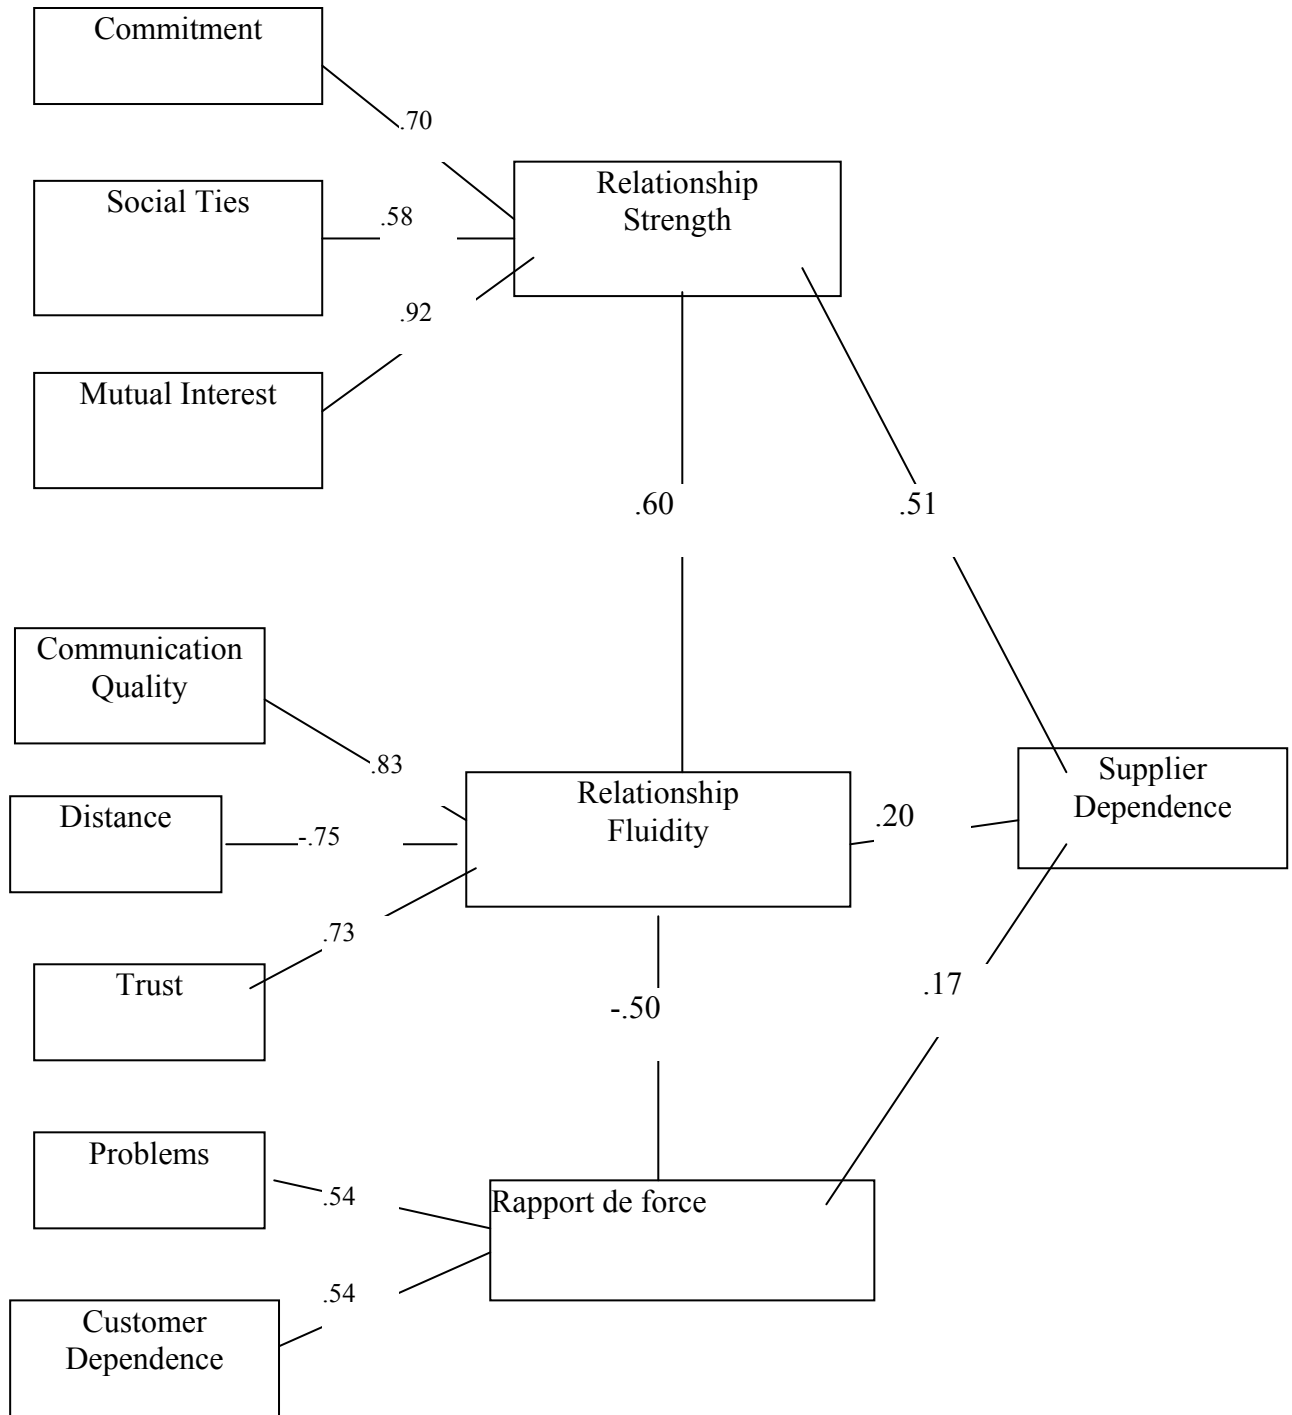 Commitment
.70
Relationship
Strength
Social Ties
.58
.92
Mutual Interest
.60
.51
Communication
Quality
.83
Relationship
Fluidity
Supplier
Dependence
Distance
-.75
.20
.73
Trust
-.50
.17
Problems
.54
Rapport de force
.54
Customer
Dependence